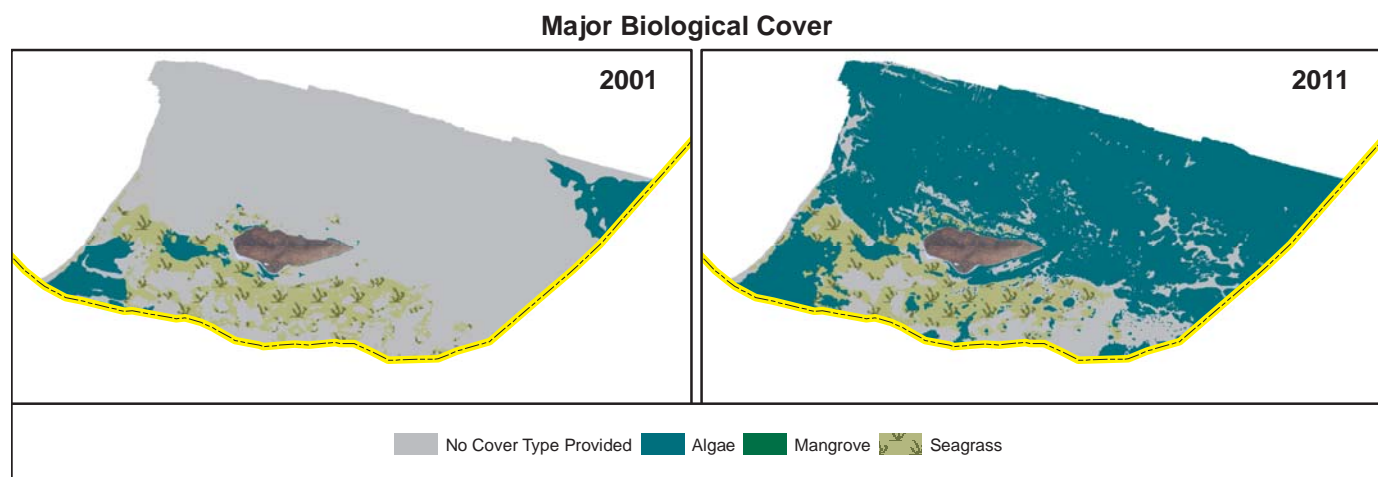 Major Biological Cover
2001
2011
No Cover Type Provided
Algae
Mangrove
Seagrass